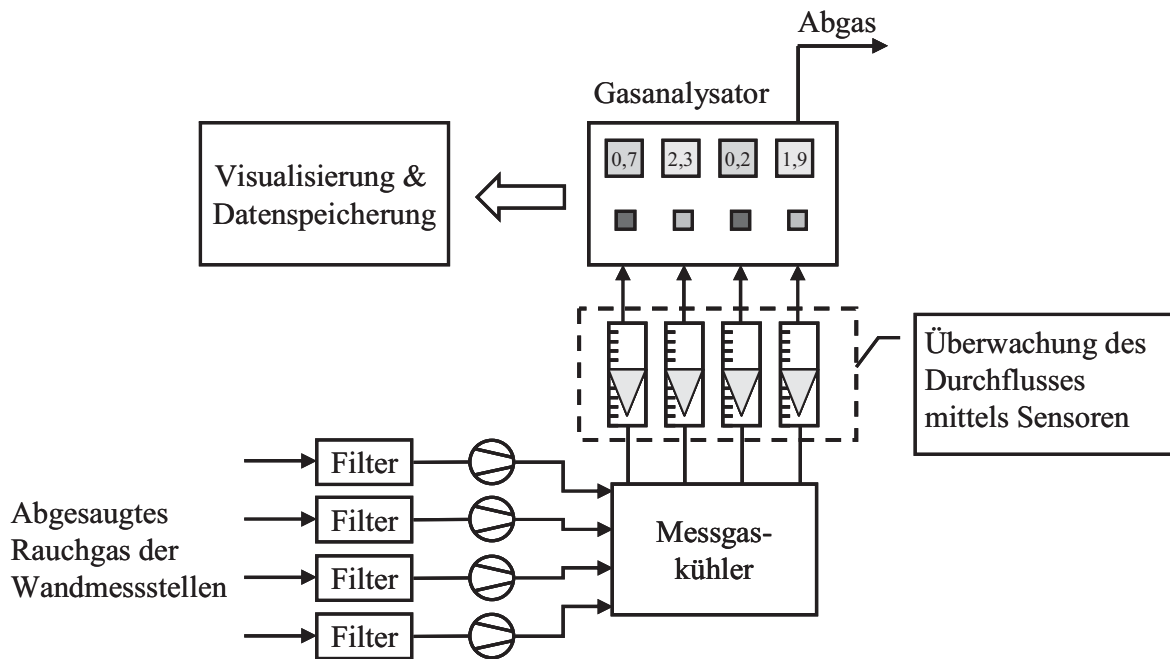 Abgas
Gasanalysator
0,7 2,3 0,2 1,9
Visualisierung &
Datenspeicherung
Überwachung des
Durchflusses
mittels Sensoren
Filter
Filter
Filter
Filter
Abgesaugtes
Rauchgas der
Wandmessstellen
Messgas-
kühler